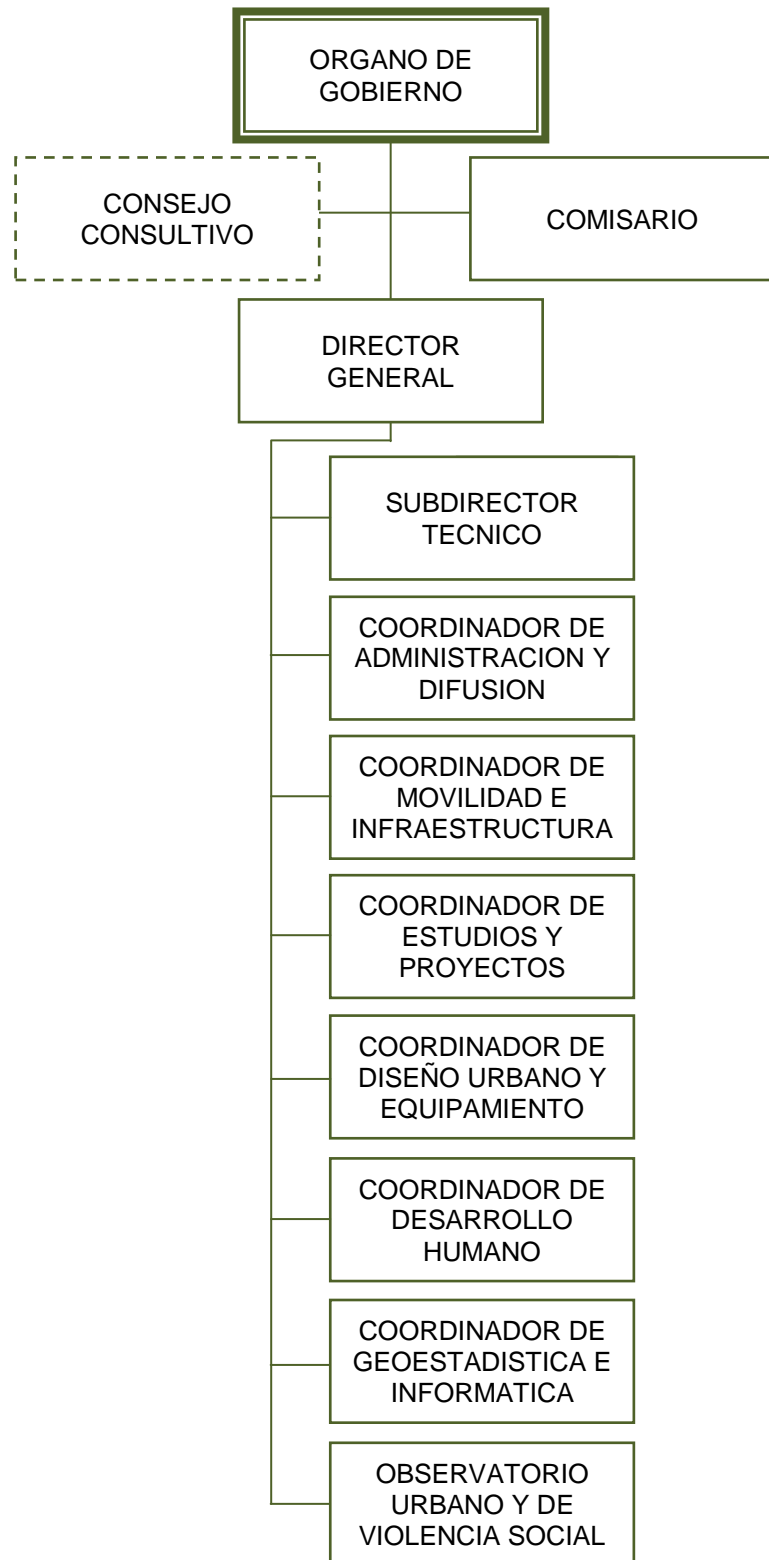 ORGANO DE
GOBIERNO
CONSEJO
CONSULTIVO
COMISARIO
DIRECTOR
GENERAL
SUBDIRECTOR
TECNICO
COORDINADOR DE
ADMINISTRACION Y
DIFUSION
COORDINADOR DE
MOVILIDAD E
INFRAESTRUCTURA
COORDINADOR DE
ESTUDIOS Y
PROYECTOS
COORDINADOR DE
DISEÑO URBANO Y
EQUIPAMIENTO
COORDINADOR DE
DESARROLLO
HUMANO
COORDINADOR DE
GEOESTADISTICA E
INFORMATICA
OBSERVATORIO
URBANO Y DE
VIOLENCIA SOCIAL